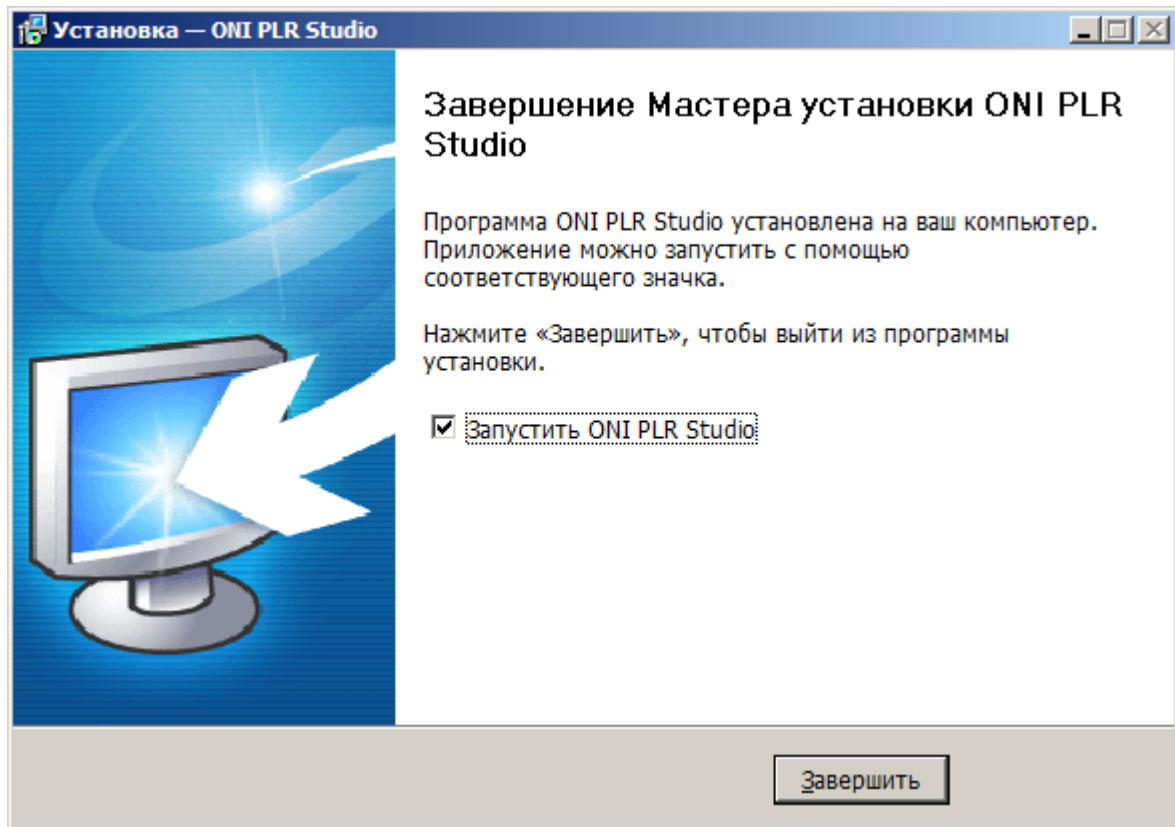 Установка — ONI PLR Studio
Завершение Мастера установки ONI PLR
Studio
Программа ONI PLR Studio установлена на ваш компьютер.
Приложение можно запустить с помощью
соответствующего значка.
Нажмите «Завершить», чтобы выйти из программы
установки.
Запустить ONI PLR Studio
Завершить